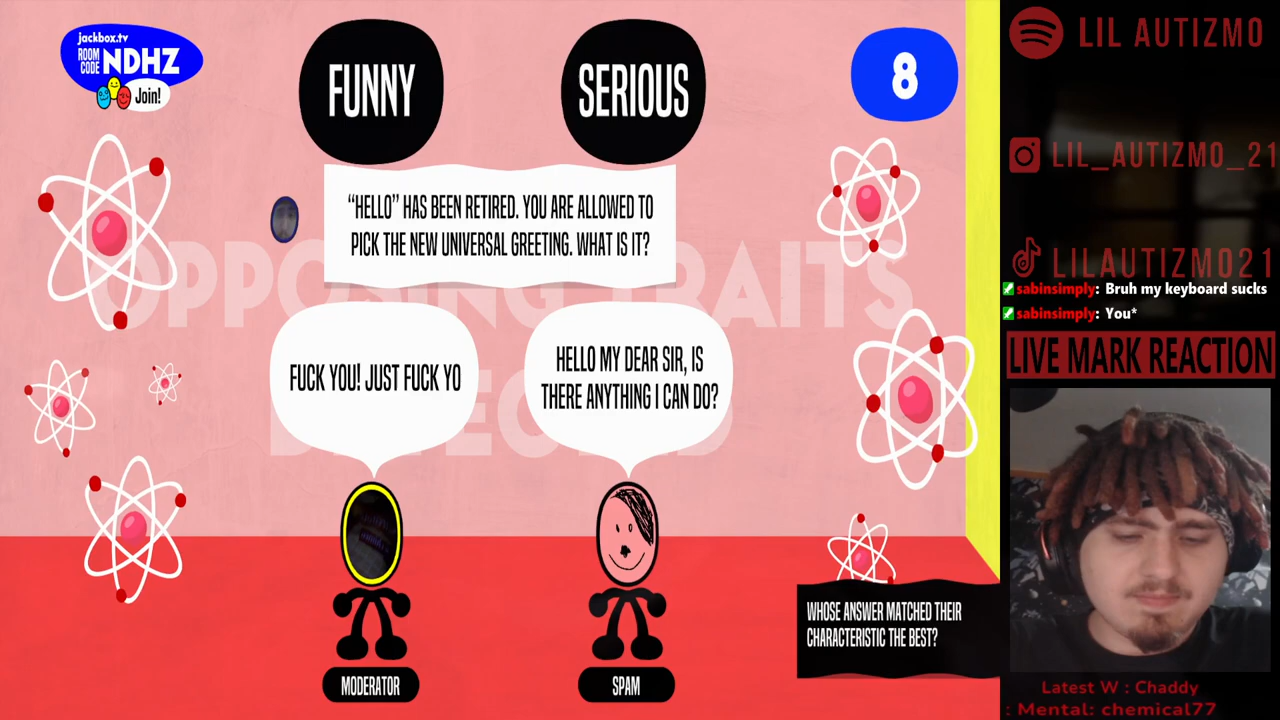 jackbox.tv
ROOM CODE NDHZ
Join!
FUNNY
SERIOUS
8
“HELLO” HAS BEEN RETIRED. YOU ARE ALLOWED TO
PICK THE NEW UNIVERSAL GREETING. WHAT IS IT?
OPPOSING TRAITS
FUCK YOU! JUST FUCK YO
HELLO MY DEAR SIR, IS
THERE ANYTHING I CAN DO?
WHOSE ANSWER MATCHED THEIR
CHARACTERISTIC THE BEST?
MODERATOR
SPAM
LIL AUTIZMO
LIL_AUTIZMO_21
LILAUTIZMO21
sabinsimply: Bruh my keyboard sucks
sabinsimply: You*
LIVE MARK REACTION
Latest W : Chaddy
: Mental: chemical77